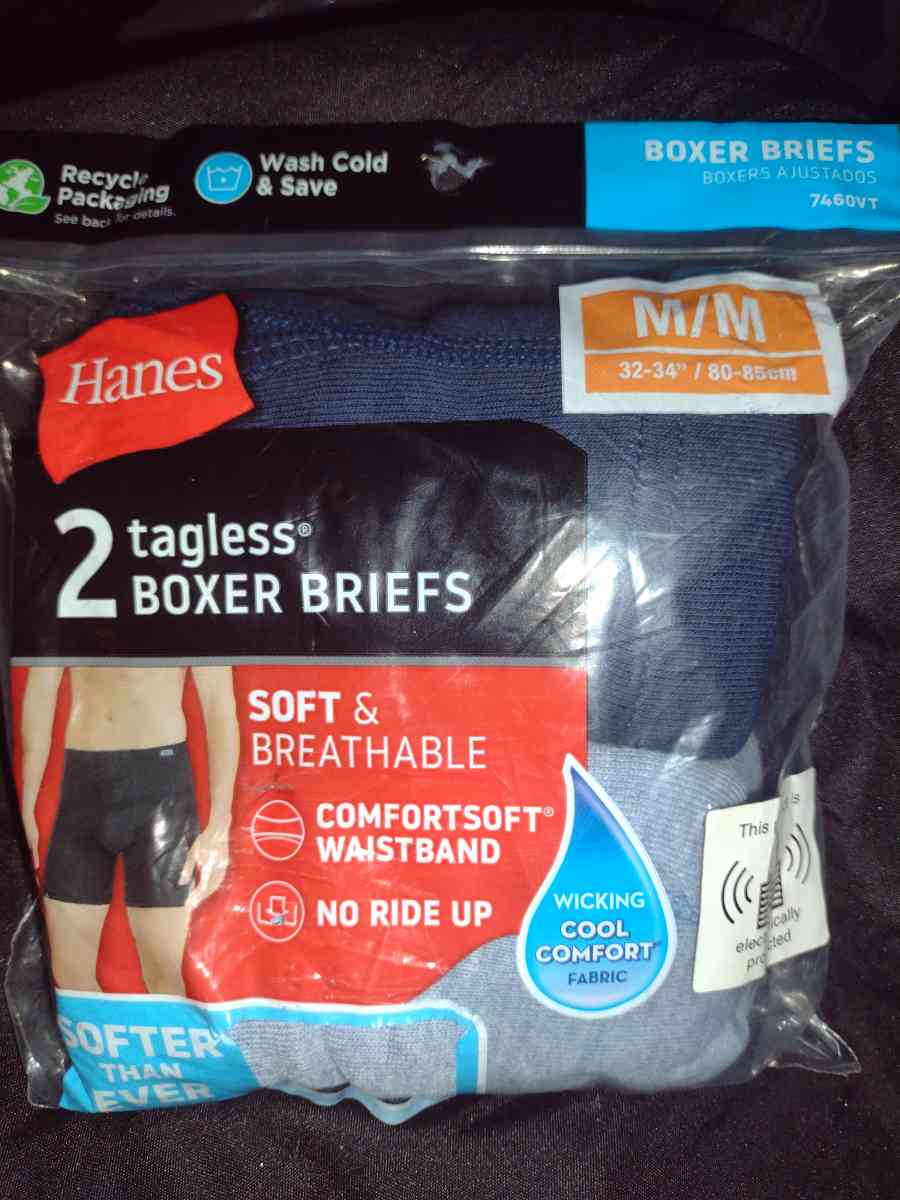 Recycle
Packaging
See back for details.
Wash Cold
& Save
BOXER BRIEFS
BOXERS AJUSTADOS
7460VT
Hanes
M/M
32-34" / 80-85cm
2 tagless®
BOXER BRIEFS
SOFT &
BREATHABLE
COMFORTSOFT®
WAISTBAND
NO RIDE UP
WICKING
COOL
COMFORT
FABRIC
This is
electronically
protected
SOFTER
THAN
EVER